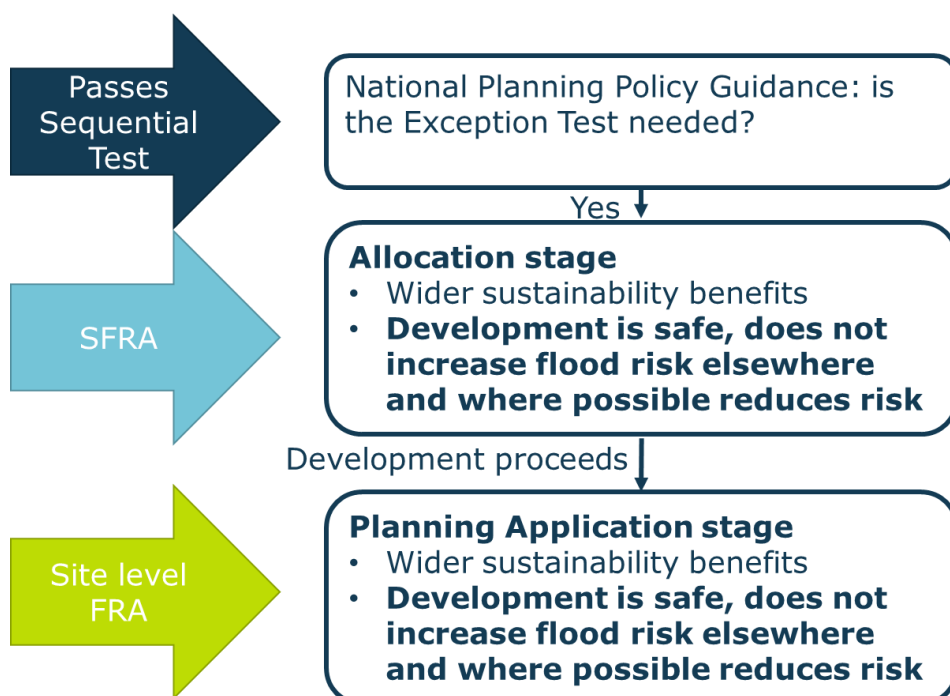 Passes
Sequential
Test
National Planning Policy Guidance: is
the Exception Test needed?
Yes
SFRA
Allocation stage
• Wider sustainability benefits
• Development is safe, does not
increase flood risk elsewhere
and where possible reduces risk
Development proceeds
Site level
FRA
Planning Application stage
• Wider sustainability benefits
• Development is safe, does not
increase flood risk elsewhere
and where possible reduces risk